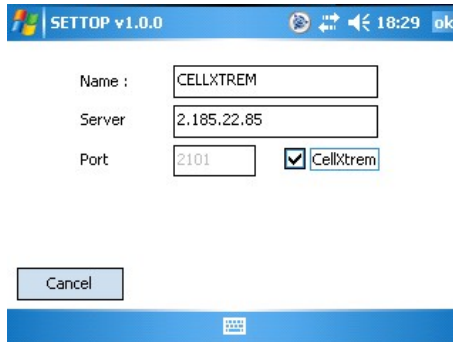 SETTOP v1.0.0 18:29 ok
Name : CELLXTREM
Server 2.185.22.85
Port 2101 CellXtrem
Cancel